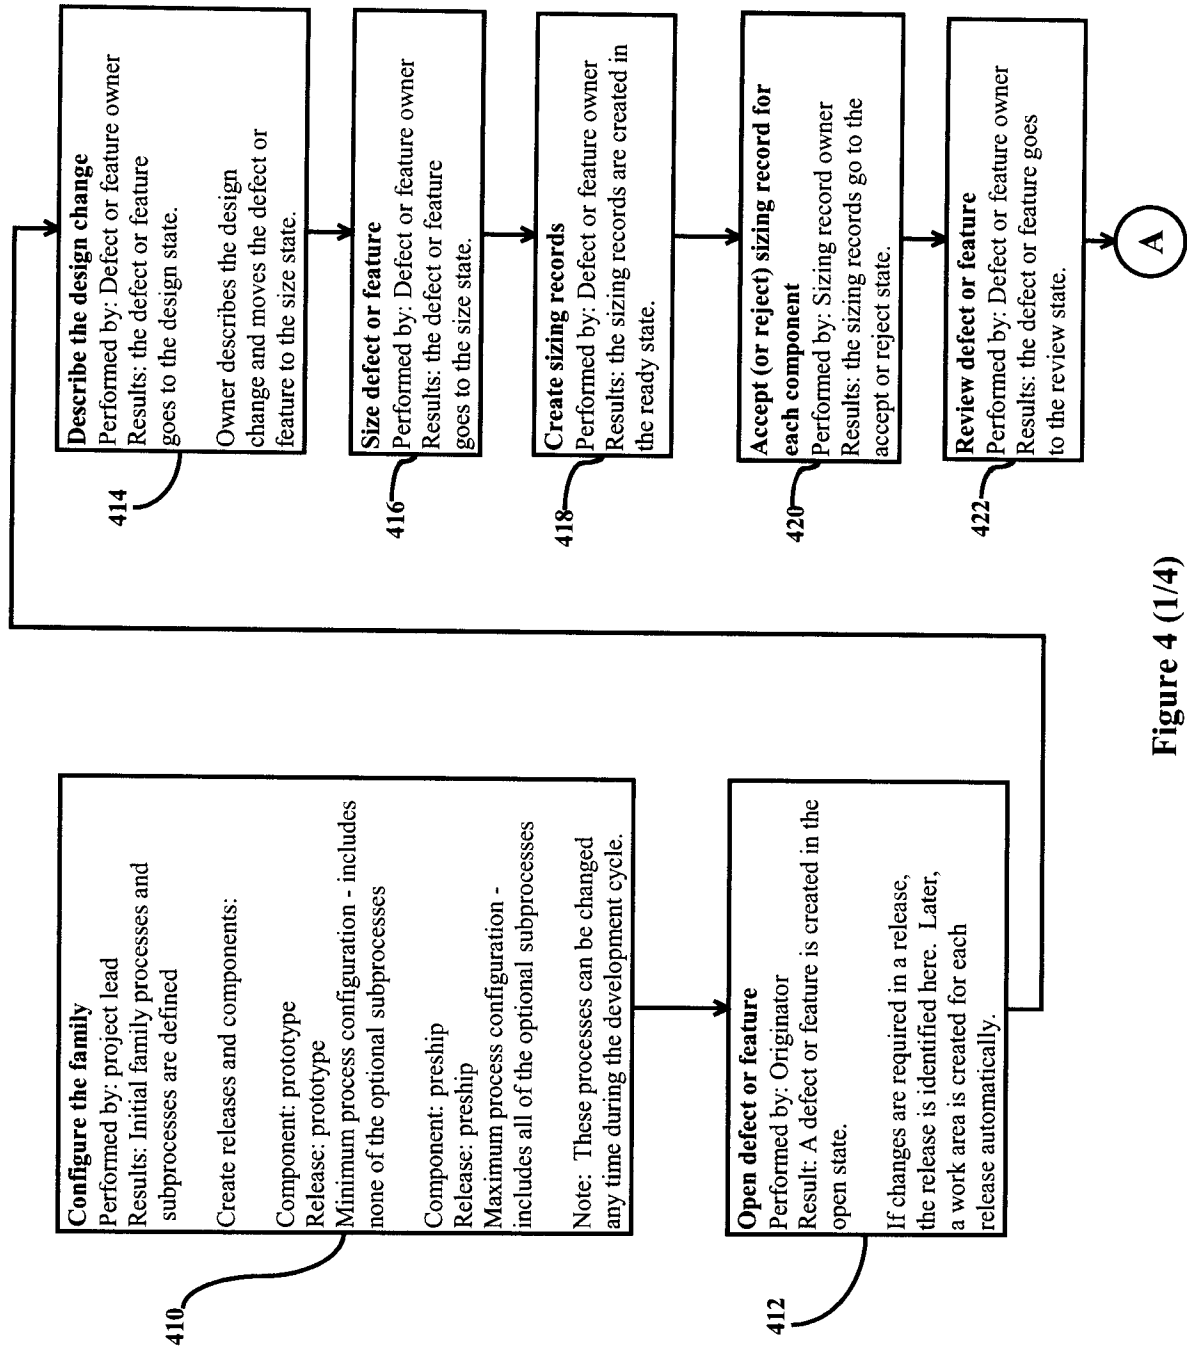 Configure the family
Performed by: project lead
Results: Initial family processes and
subprocesses are defined
Create releases and components:
Component: prototype
Release: prototype
Minimum process configuration - includes
none of the optional subprocesses
Component: preship
Release: preship
Maximum process configuration -
includes all of the optional subprocesses
Note: These processes can be changed
any time during the development cycle.
410
Open defect or feature
Performed by: Originator
Result: A defect or feature is created in the
open state.
If changes are required in a release,
the release is identified here. Later,
a work area is created for each
release automatically.
412
Describe the design change
Performed by: Defect or feature owner
Results: the defect or feature
goes to the design state.
Owner describes the design
change and moves the defect or
feature to the size state.
414
Size defect or feature
Performed by: Defect or feature owner
Results: the defect or feature
goes to the size state.
416
Create sizing records
Performed by: Defect or feature owner
Results: the sizing records are created in
the ready state.
418
Accept (or reject) sizing record for
each component
Performed by: Sizing record owner
Results: the sizing records go to the
accept or reject state.
420
Review defect or feature
Performed by: Defect or feature owner
Results: the defect or feature goes
to the review state.
422
A
Figure 4 (1/4)